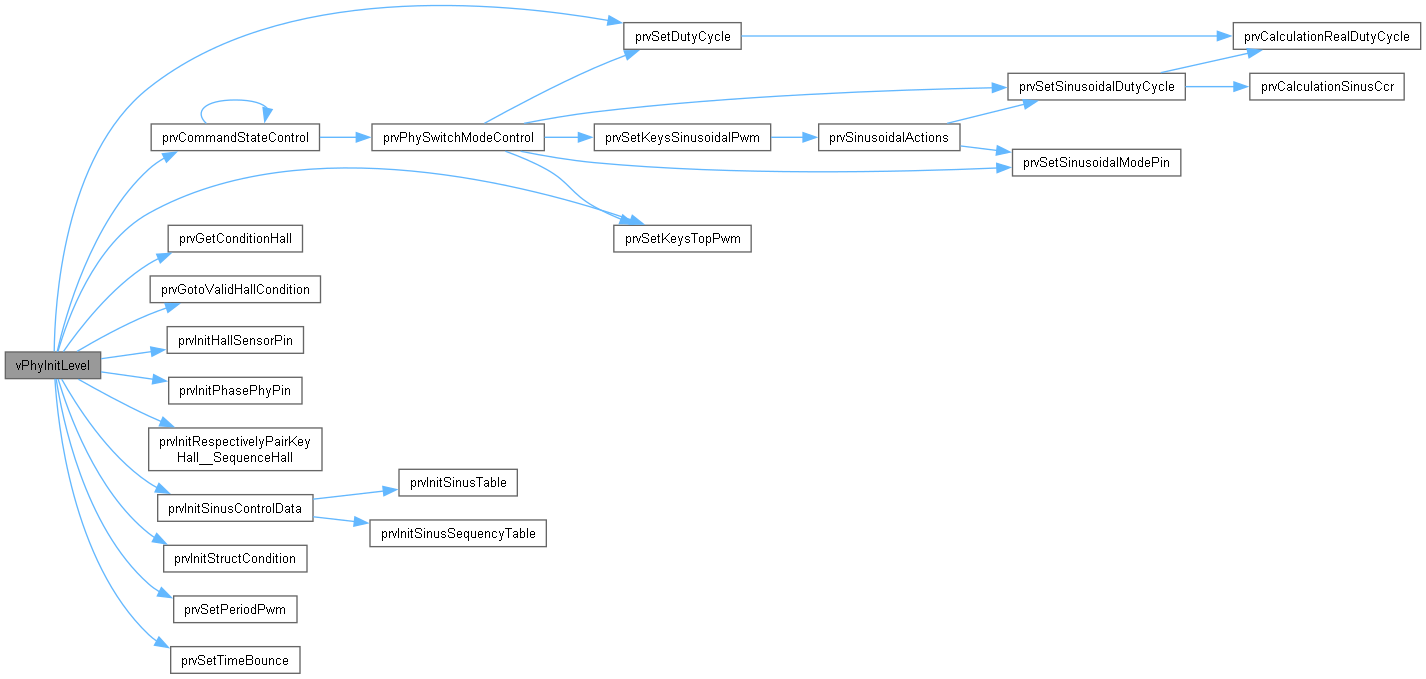 prvSetDutyCycle
prvCalculationRealDutyCycle
prvSetSinusoidalDutyCycle
prvCalculationSinusCcr
prvCommandStateControl
prvPhySwitchModeControl
prvSetKeysSinusoidalPwm
prvSinusoidalActions
prvSetSinusoidalModePin
prvGetConditionHall
prvSetKeysTopPwm
prvGotoValidHallCondition
prvInitHallSensorPin
vPhyInitLevel
prvInitPhasePhyPin
prvInitRespectivelyPairKey
Hall__SequenceHall
prvInitSinusTable
prvInitSinusControlData
prvInitSinusSequencyTable
prvInitStructCondition
prvSetPeriodPwm
prvSetTimeBounce